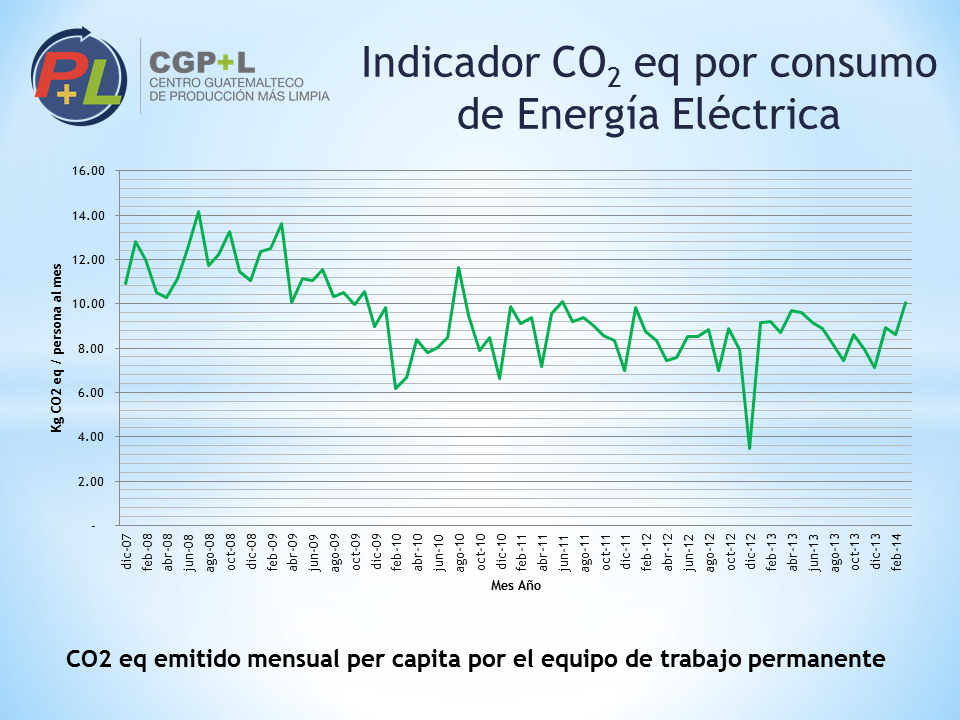 P+L
CGP+L
CENTRO GUATEMALTECO
DE PRODUCCIÓN MÁS LIMPIA
Indicador CO2 eq por consumo
de Energía Eléctrica
16.00
14.00
12.00
10.00
8.00
6.00
4.00
2.00
-
Kg CO2 eq / persona al mes
dic-07
feb-08
abr-08
jun-08
ago-08
oct-08
dic-08
feb-09
abr-09
jun-09
ago-09
oct-09
dic-09
feb-10
abr-10
jun-10
ago-10
oct-10
dic-10
feb-11
abr-11
jun-11
ago-11
oct-11
dic-11
feb-12
abr-12
jun-12
ago-12
oct-12
dic-12
feb-13
abr-13
jun-13
ago-13
oct-13
dic-13
feb-14
Mes Año
CO2 eq emitido mensual per capita por el equipo de trabajo permanente